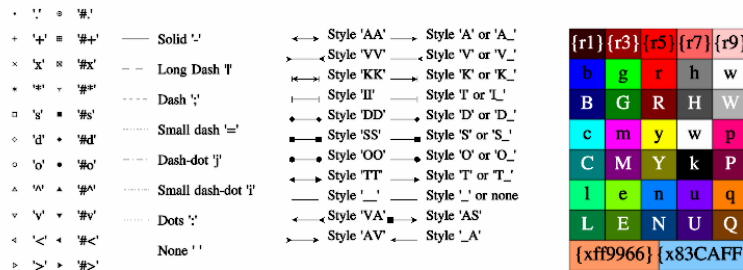 '.' '#.'
'+' '#+'
'x' '#x'
'*' '#*'
's' '#s'
'd' '#d'
'o' '#o'
'^' '#^'
'v' '#v'
'<' '#<'
'>' '#>'
Solid '-'
Long Dash '|'
Dash ';'
Small dash '='
Dash-dot 'j'
Small dash-dot 'i'
Dots ':'
None ' '
Style 'AA' Style 'A' or 'A_'
Style 'VV' Style 'V' or 'V_'
Style 'KK' Style 'K' or 'K_'
Style 'II' Style 'I' or 'I_'
Style 'DD' Style 'D' or 'D_'
Style 'SS' Style 'S' or 'S_'
Style 'OO' Style 'O' or 'O_'
Style 'TT' Style 'T' or 'T_'
Style '__' Style '_' or none
Style 'VA' Style 'AS'
Style 'AV' Style '_A'
{r1} {r3} {r5} {r7} {r9}
b g r h w
B G R H W
c m y w p
C M Y k P
l e n u q
L E N U Q
{xff9966} {x83CAFF